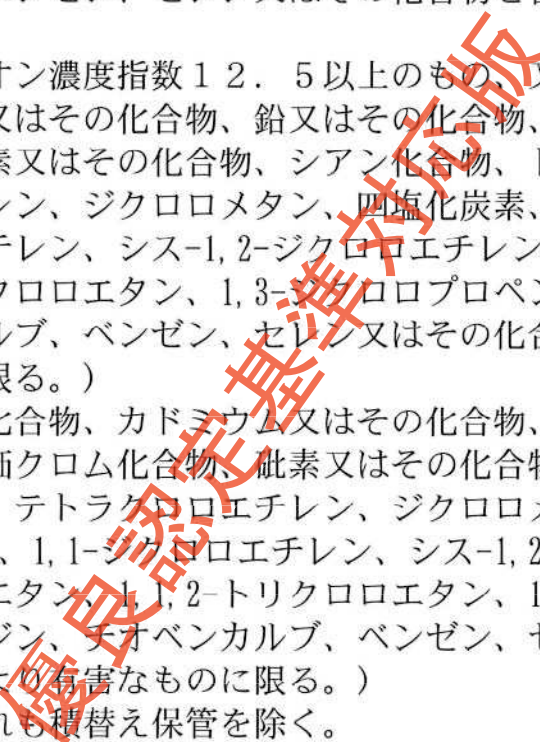 オン濃度指数１２．５以上のもの、
又はその化合物、鉛又はその化合物、
素又はその化合物、シアン化合物、
レン、ジクロロメタン、四塩化炭素、
チレン、シス-1,2-ジクロロエチレン
クロロエタン、1,3-ジクロロプロペン
ルブ、ベンゼン、セレン又はその化合
限る。）
化合物、カドミウム又はその化合物、
価クロム化合物、砒素又はその化合物
、テトラクロロエチレン、ジクロロメ
、1,1-ジクロロエチレン、シス-1,2
エタン、1,1,2-トリクロロエタン、1
ジン、チオベンカルブ、ベンゼン、セ
より有害なものに限る。）
れも積替え保管を除く。
優良認定基準対応版